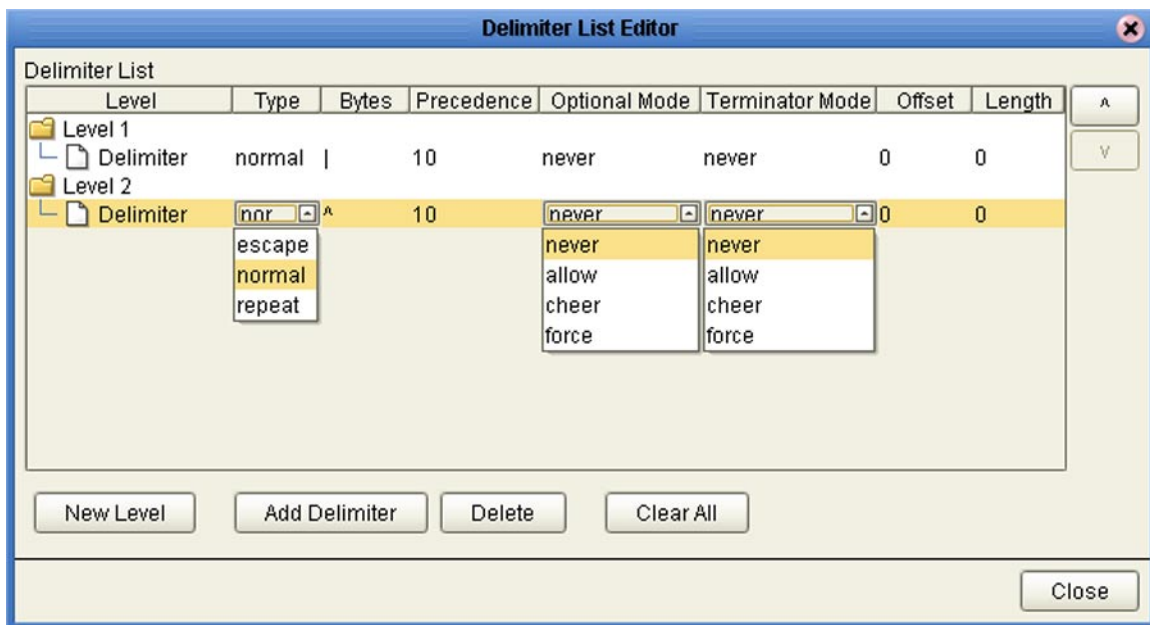 Delimiter List Editor
Delimiter List
Level Type Bytes Precedence Optional Mode Terminator Mode Offset Length ^
Level 1
Delimiter normal | 10 never never 0 0 v
Level 2
Delimiter nor ^ 10 never never 0 0
escape never never
normal allow allow
repeat cheer cheer
force force
New Level Add Delimiter Delete Clear All
Close